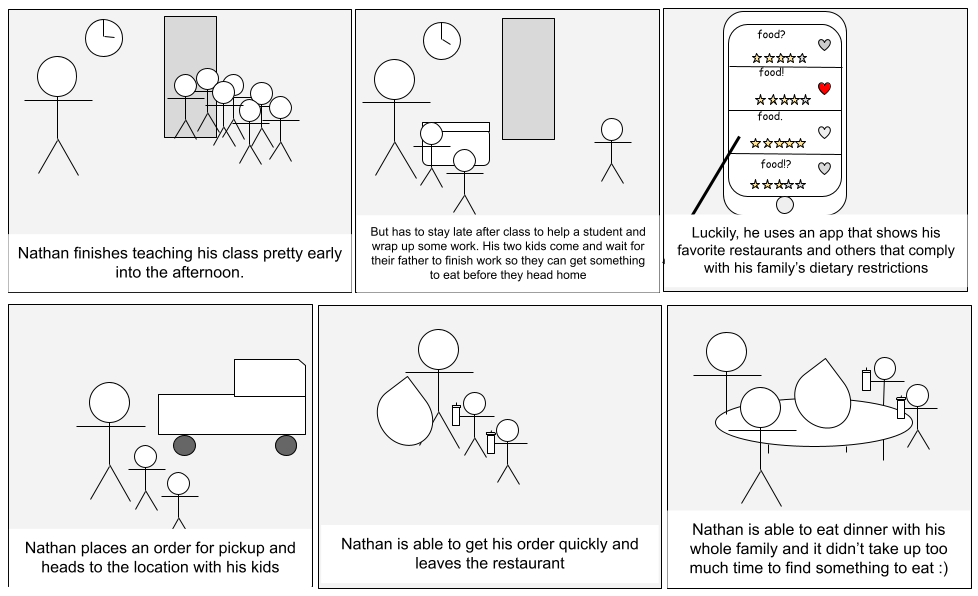 Nathan finishes teaching his class pretty early
into the afternoon.
But has to stay late after class to help a student and
wrap up some work. His two kids come and wait for
their father to finish work so they can get something
to eat before they head home
food?
food!
food.
food!?
Luckily, he uses an app that shows his
favorite restaurants and others that comply
with his family's dietary restrictions
Nathan places an order for pickup and
heads to the location with his kids
Nathan is able to get his order quickly and
leaves the restaurant
Nathan is able to eat dinner with his
whole family and it didn't take up too
much time to find something to eat :)